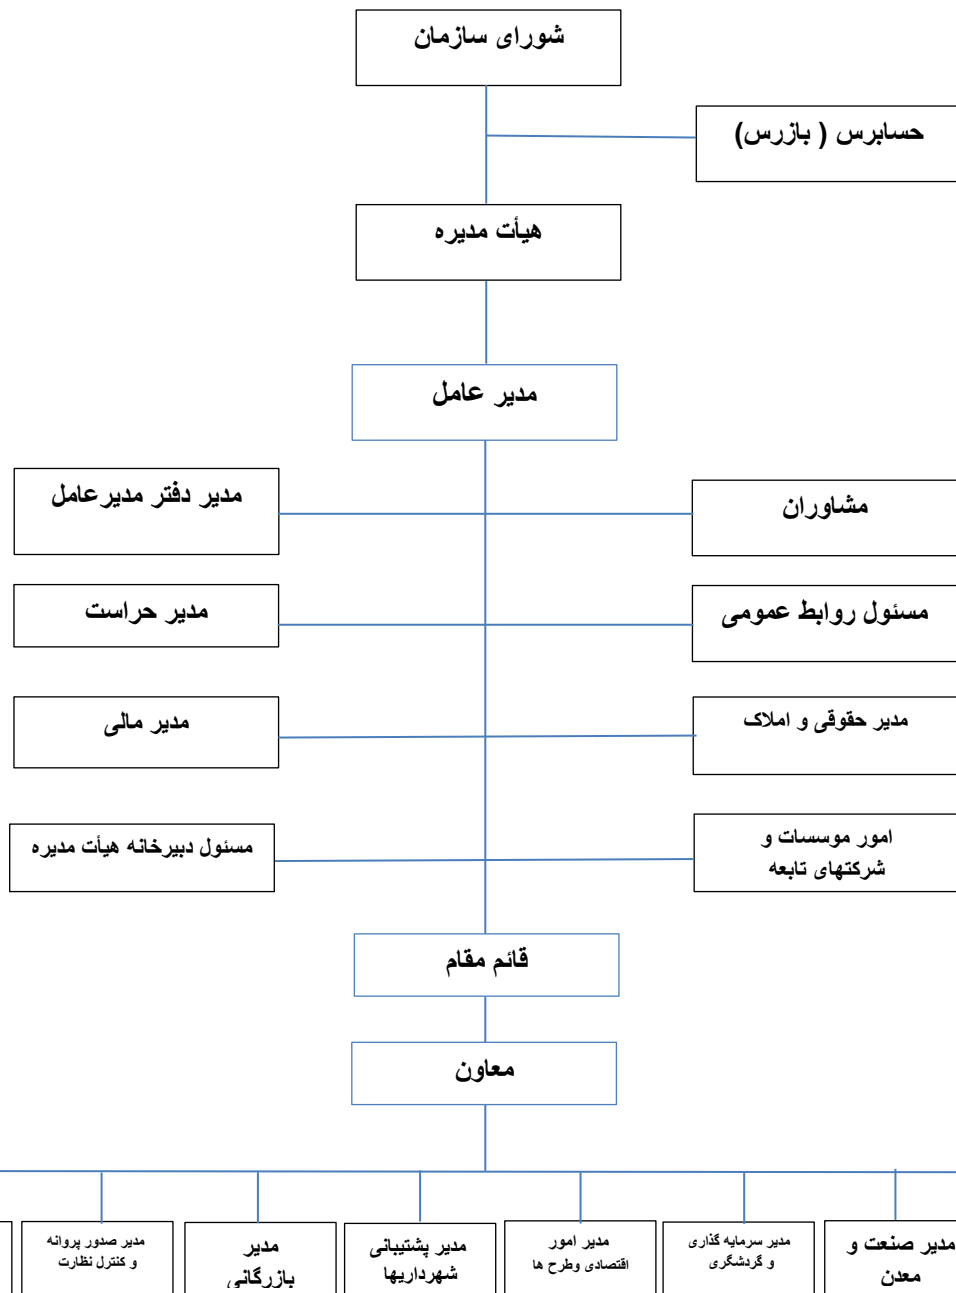 شورای سازمان
حسابرس ( بازرس)
هیأت مدیره
مدیر عامل
مشاوران
مدیر دفتر مدیرعامل
مسئول روابط عمومی
مدیر حراست
مدیر حقوقی و املاک
مدیر مالی
امور موسسات و
شرکتهای تابعه
مسئول دبیرخانه هیأت مدیره
قائم مقام
معاون
مدیر صنعت و
معدن
مدیر سرمایه گذاری
و گردشگری
مدیر امور
اقتصادی وطرح ها
مدیر پشتیبانی
شهرداریها
مدیر
بازرگانی
مدیر صدور پروانه
و کنترل نظارت